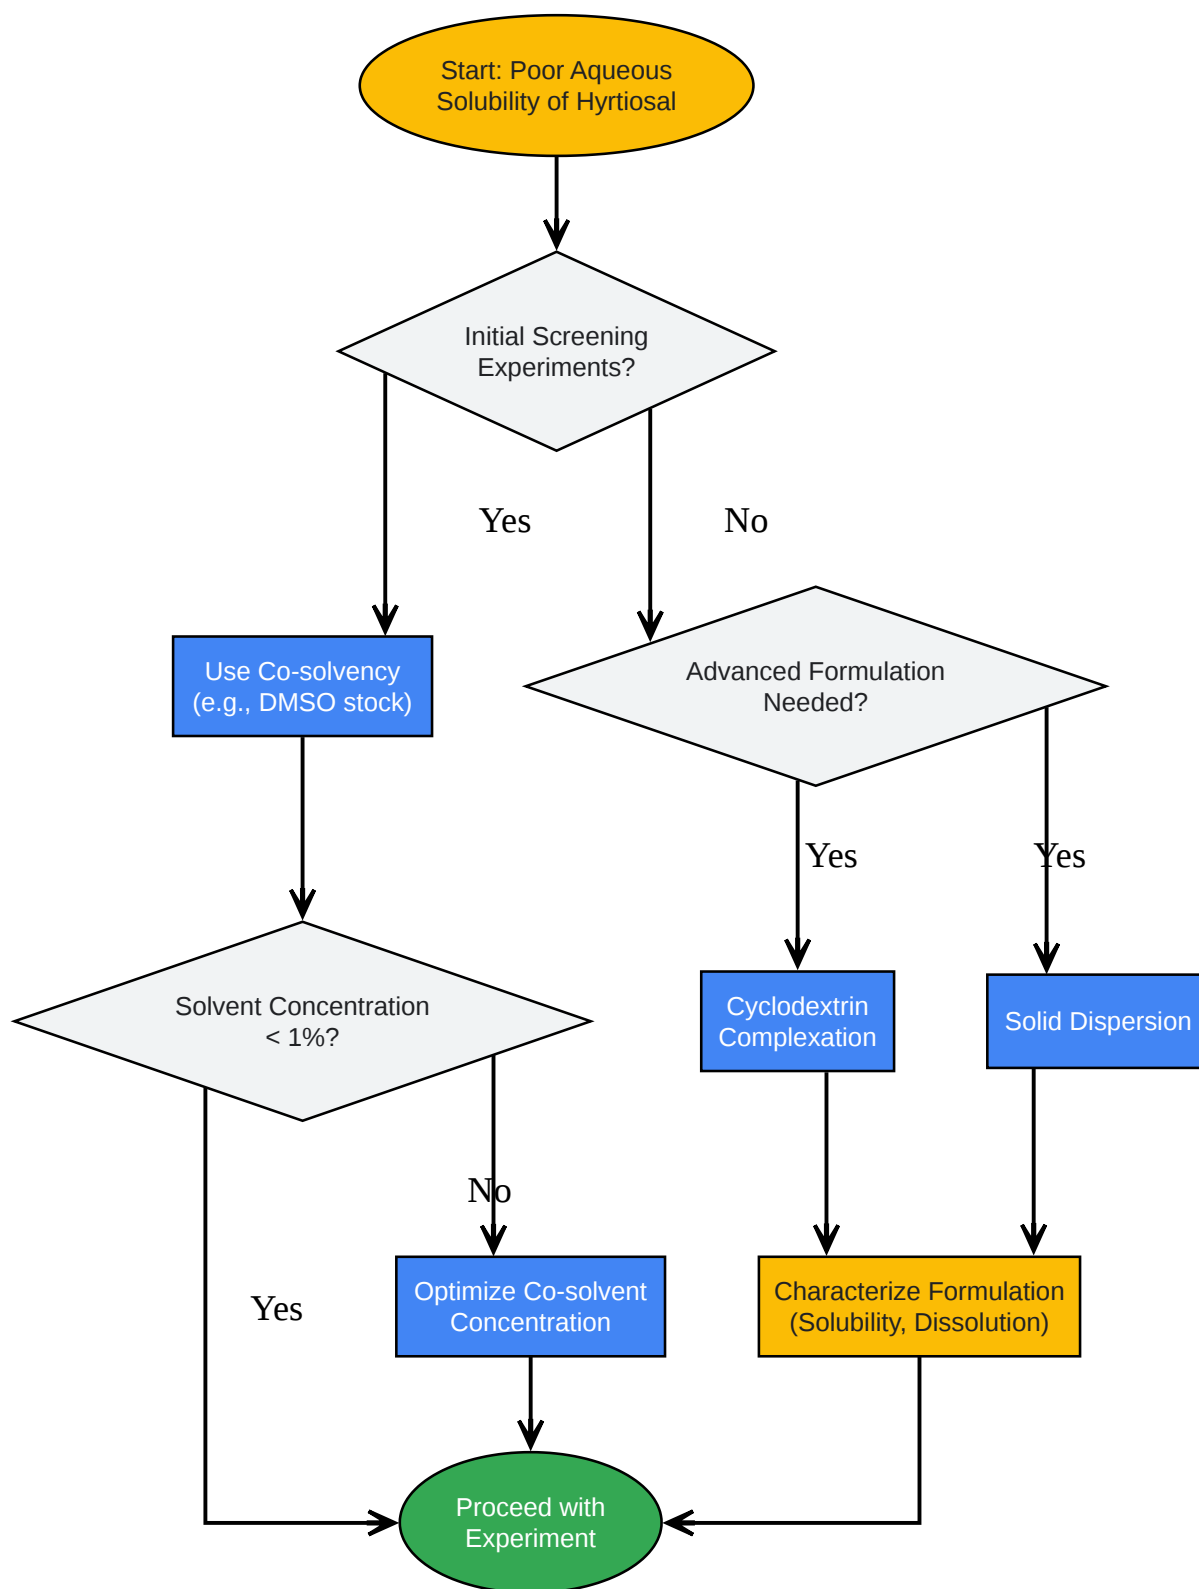 Start: Poor Aqueous
Solubility of Hyrtiosal
Initial Screening
Experiments?
Yes
No
Use Co-solvency
(e.g., DMSO stock)
Advanced Formulation
Needed?
Yes
Yes
Solvent Concentration
< 1%?
Cyclodextrin
Complexation
Solid Dispersion
No
Yes
Optimize Co-solvent
Concentration
Characterize Formulation
(Solubility, Dissolution)
Proceed with
Experiment